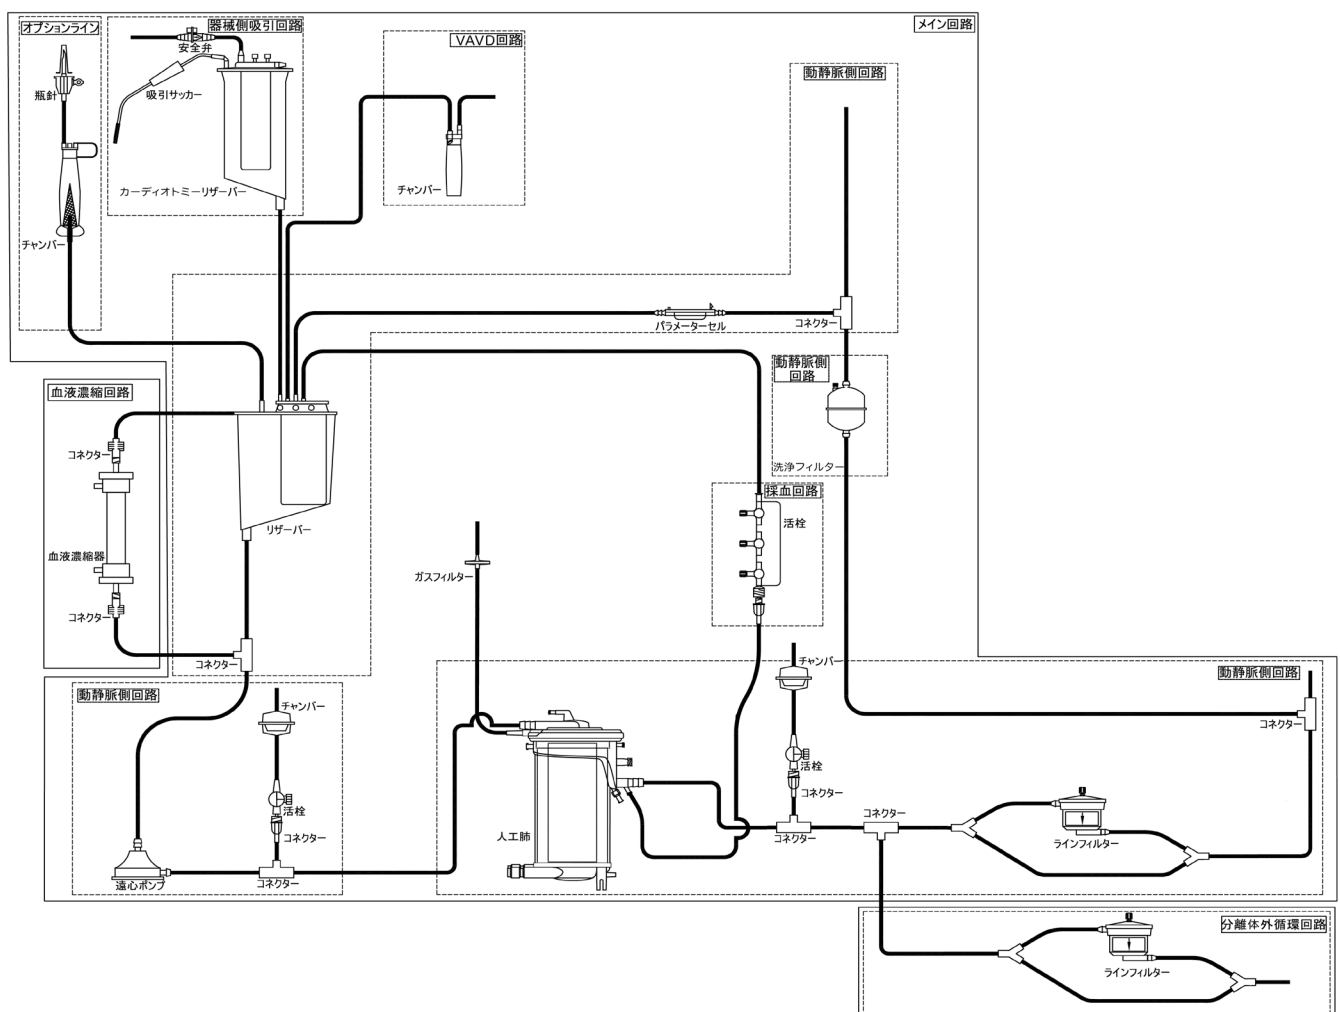 オプションライン
器械側吸引回路
メイン回路
安全弁
VAVD回路
動静脈側回路
瓶針
吸引サッカー
カーディオトミーリザーバー
チャンバー
チャンバー
パラメーターセル
コネクター
動静脈側
回路
血液濃縮回路
コネクター
洗浄フィルター
採血回路
リザーバー
活栓
血液濃縮器
ガスフィルター
コネクター
コネクター
チャンバー
動静脈側回路
動静脈側回路
チャンバー
コネクター
活栓
コネクター
活栓
コネクター
コネクター
人工肺
コネクター
ラインフィルター
遠心ポンプ
コネクター
分離体外循環回路
ラインフィルター